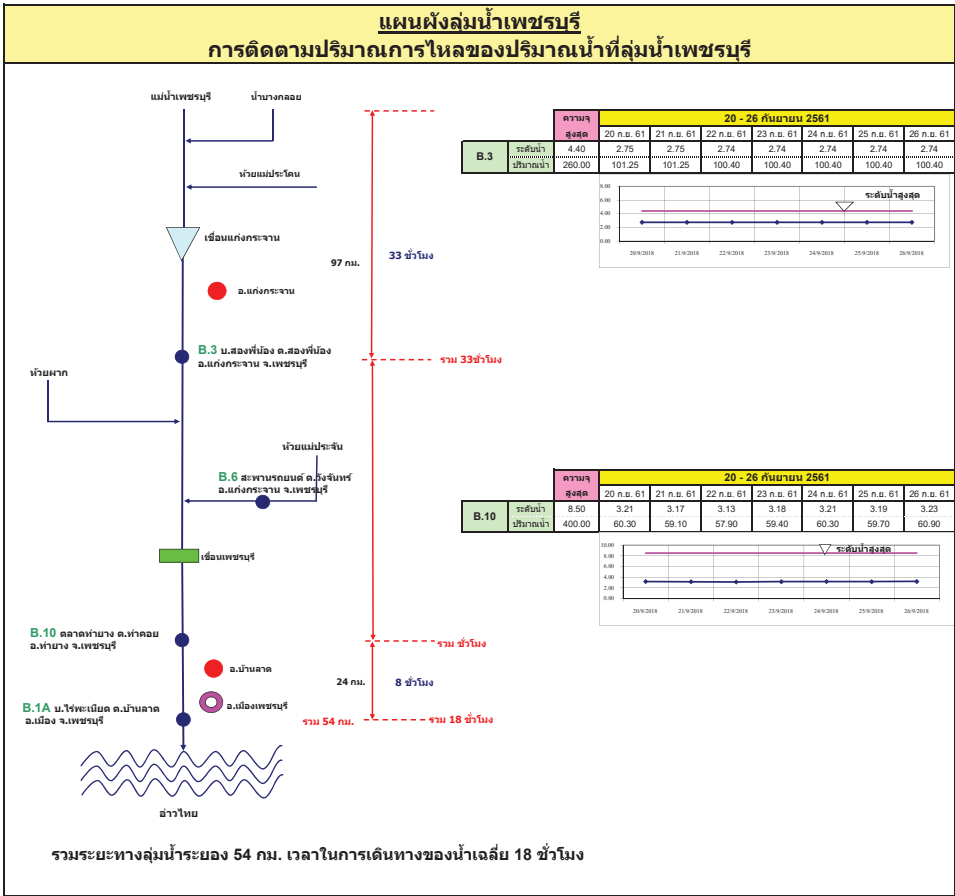 แผนผังลุ่มน้ำเพชรบุรี
การติดตามปริมาณการไหลของปริมาณน้ำที่ลุ่มน้ำเพชรบุรี
แม่น้ำเพชรบุรี
น้ำบางกลอย
ห้วยแม่ประโดน
เขื่อนแก่งกระจาน
97 กม.
33 ชั่วโมง
อ.แก่งกระจาน
B.3 บ.สองพี่น้อง ต.สองพี่น้อง
อ.แก่งกระจาน จ.เพชรบุรี
รวม 33ชั่วโมง
ห้วยผาก
ห้วยแม่ประจัน
B.6 สะพานรถยนต์ ต.วังจันทร์
อ.แก่งกระจาน จ.เพชรบุรี
เขื่อนเพชรบุรี
B.10 ตลาดท่ายาง ต.ท่าคอย
อ.ท่ายาง จ.เพชรบุรี
รวม ชั่วโมง
อ.บ้านลาด
24 กม.
8 ชั่วโมง
อ.เมืองเพชรบุรี
B.1A บ.ไร่พะเนียด ต.บ้านลาด
อ.เมือง จ.เพชรบุรี
รวม 54 กม.
รวม 18 ชั่วโมง
อ่าวไทย
รวมระยะทางลุ่มน้ำระยอง 54 กม. เวลาในการเดินทางของน้ำเฉลี่ย 18 ชั่วโมง
ความจุ 20 - 26 กันยายน 2561
สูงสุด 20 ก.ย. 61 21 ก.ย. 61 22 ก.ย. 61 23 ก.ย. 61 24 ก.ย. 61 25 ก.ย. 61 26 ก.ย. 61
B.3
ระดับน้ำ 4.40 2.75 2.75 2.74 2.74 2.74 2.74 2.74
ปริมาณน้ำ 260.00 101.25 101.25 100.40 100.40 100.40 100.40 100.40
ระดับน้ำสูงสุด
8.00
6.00
4.00
2.00
0.00
20/9/2018 21/9/2018 22/9/2018 23/9/2018 24/9/2018 25/9/2018 26/9/2018
ความจุ 20 - 26 กันยายน 2561
สูงสุด 20 ก.ย. 61 21 ก.ย. 61 22 ก.ย. 61 23 ก.ย. 61 24 ก.ย. 61 25 ก.ย. 61 26 ก.ย. 61
B.10
ระดับน้ำ 8.50 3.21 3.17 3.13 3.18 3.21 3.19 3.23
ปริมาณน้ำ 400.00 60.30 59.10 57.90 59.40 60.30 59.70 60.90
ระดับน้ำสูงสุด
10.00
8.00
6.00
4.00
2.00
0.00
20/9/2018 21/9/2018 22/9/2018 23/9/2018 24/9/2018 25/9/2018 26/9/2018